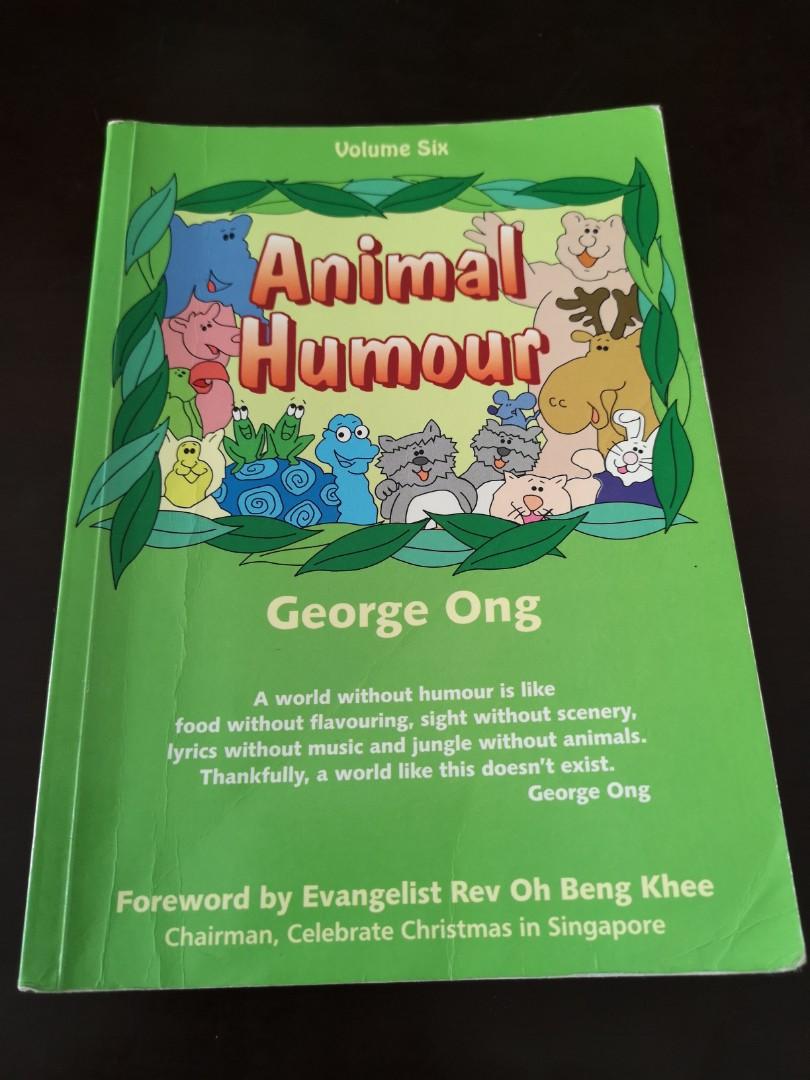 Volume Six
Animal
Humour
George Ong
A world without humour is like
food without flavouring, sight without scenery,
lyrics without music and jungle without animals.
Thankfully, a world like this doesn't exist.
George Ong
Foreword by Evangelist Rev Oh Beng Khee
Chairman, Celebrate Christmas in Singapore